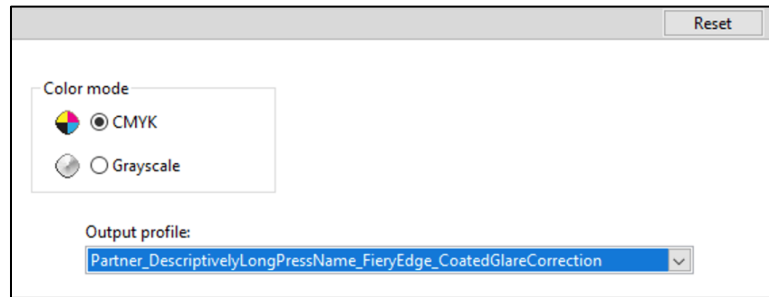 Reset
Color mode
CMYK
Grayscale
Output profile:
Partner_DescriptivelyLongPressName_FieryEdge_CoatedGlareCorrection